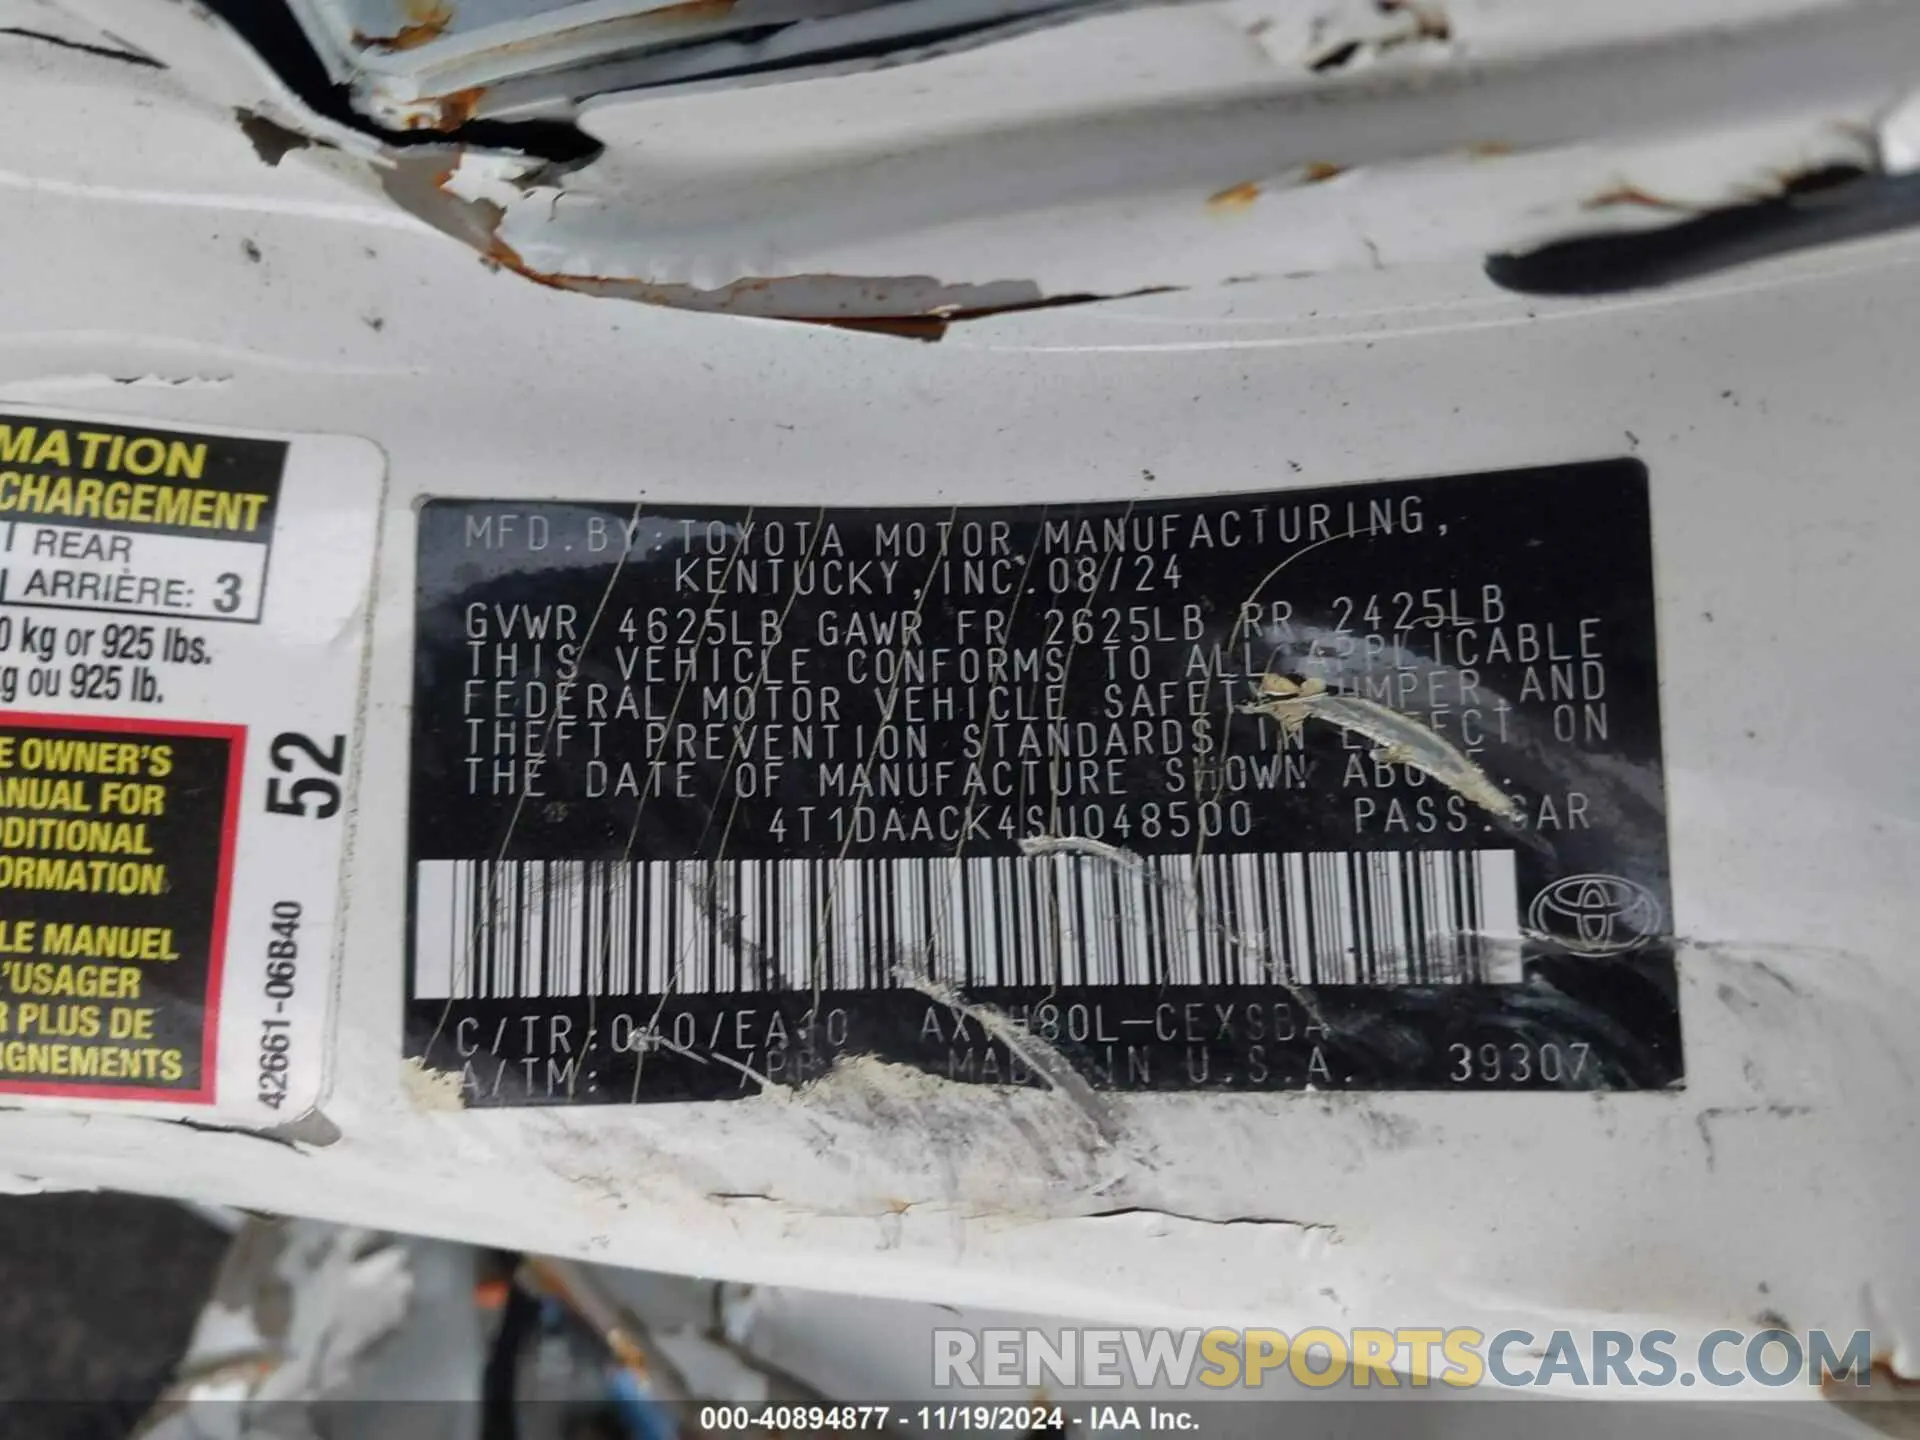 MATION
CHARGEMENT
REAR
ARRIÈRE: 3
0 kg or 925 lbs.
kg ou 925 lb.
E OWNER'S
ANUAL FOR
DDITIONAL
FORMATION
LE MANUEL
L'USAGER
R PLUS DE
IGNEMENTS
52
42661-06B40
MFD.BY:TOYOTA MOTOR MANUFACTURING,
KENTUCKY,INC.08/24
GVWR 4625LB GAWR FR 2625LB RR 2425LB
THIS VEHICLE CONFORMS TO ALL APPLICABLE
FEDERAL MOTOR VEHICLE SAFETY, BUMPER AND
THEFT PREVENTION STANDARDS IN EFFECT ON
THE DATE OF MANUFACTURE SHOWN ABOVE.
4T1DAACK4SU048500 PASS.CAR
C/TR:040/EA10 AXVH80L-CEXSBA
A/TM: MADE IN U.S.A. 39307
RENEWSPORTSCARS.COM
000-40894877 - 11/19/2024 - IAA Inc.